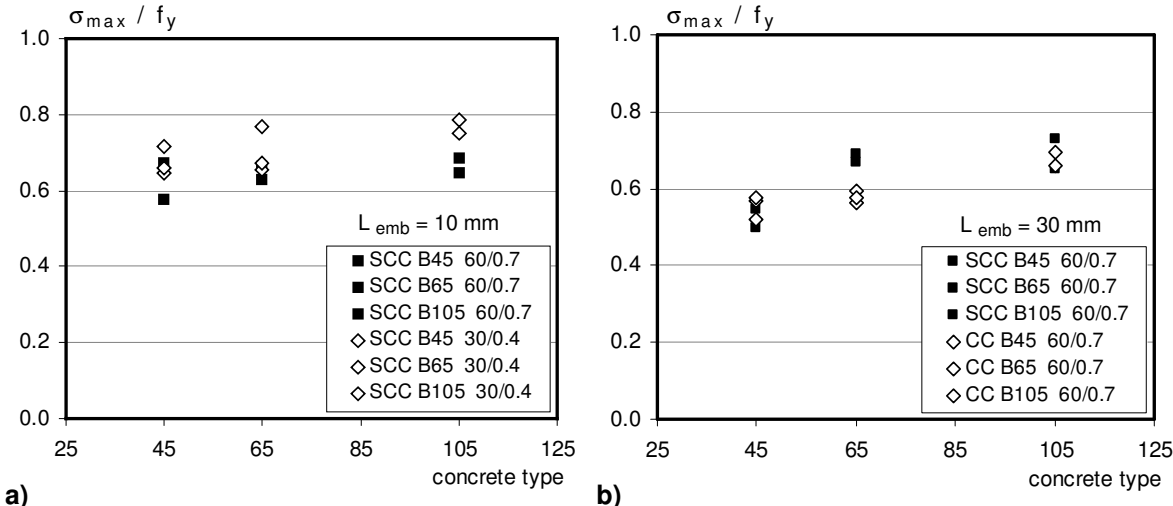 σmax / fy
1.0
0.8
0.6
0.4
0.2
0.0
L emb = 10 mm
SCC B45 60/0.7
SCC B65 60/0.7
SCC B105 60/0.7
SCC B45 30/0.4
SCC B65 30/0.4
SCC B105 30/0.4
25 45 65 85 105 125
concrete type
a)
σmax / fy
1.0
0.8
0.6
0.4
0.2
0.0
L emb = 30 mm
SCC B45 60/0.7
SCC B65 60/0.7
SCC B105 60/0.7
CC B45 60/0.7
CC B65 60/0.7
CC B105 60/0.7
25 45 65 85 105 125
concrete type
b)